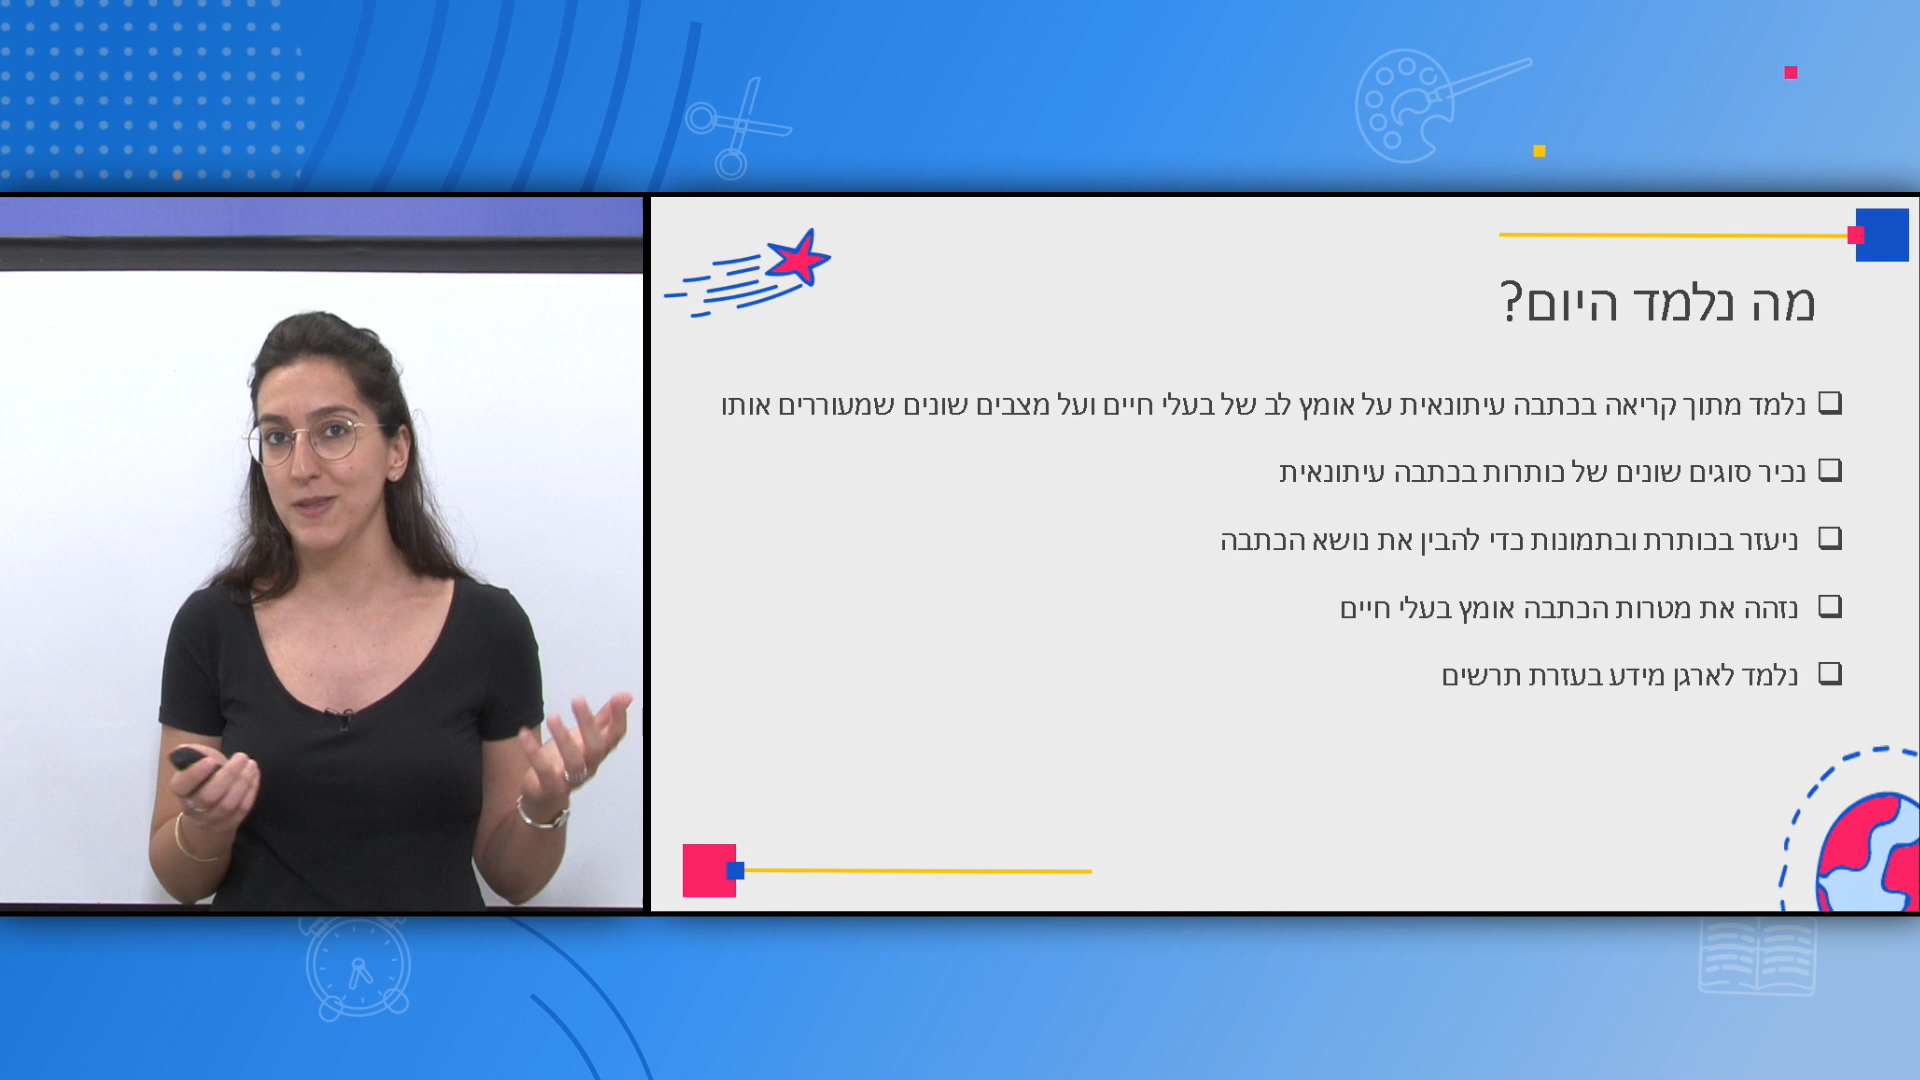 מה נלמד היום?
נלמד מתוך קריאה בכתבה עיתונאית על אומץ לב של בעלי חיים ועל מצבים שונים שמעוררים אותו
נכיר סוגים שונים של כותרות בכתבה עיתונאית
ניעזר בכותרת ובתמונות כדי להבין את נושא הכתבה
נזהה את מטרות הכתבה אומץ בעלי חיים
נלמד לארגן מידע בעזרת תרשים